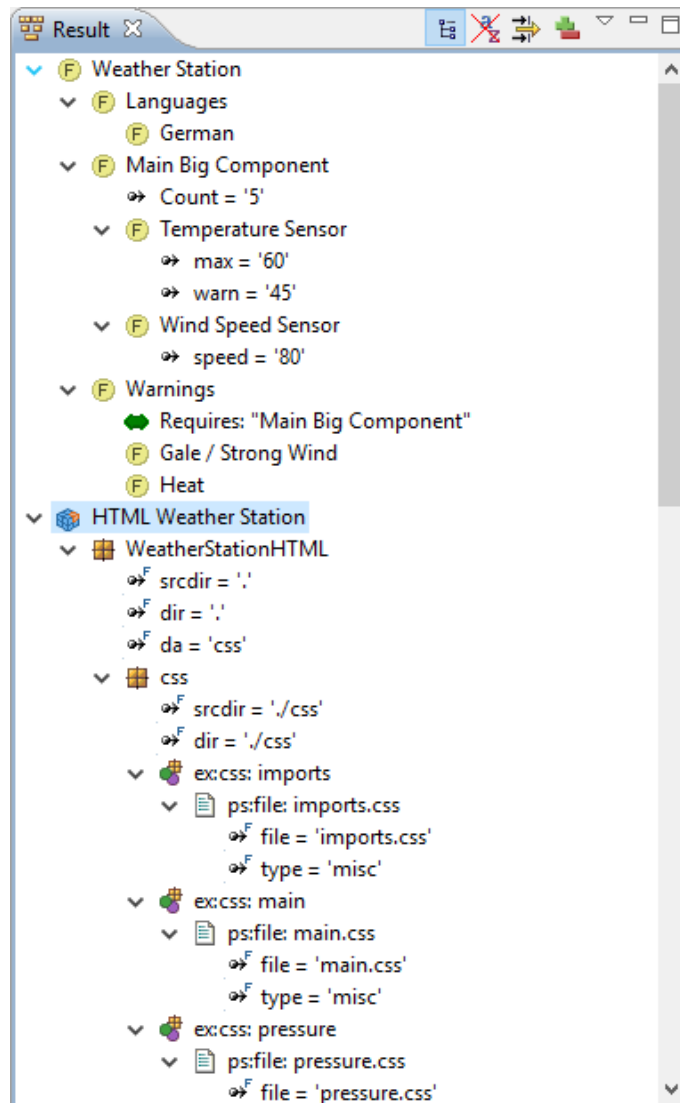 Result
Weather Station
Languages
German
Main Big Component
Count = '5'
Temperature Sensor
max = '60'
warn = '45'
Wind Speed Sensor
speed = '80'
Warnings
Requires: "Main Big Component"
Gale / Strong Wind
Heat
HTML Weather Station
WeatherStationHTML
srcdir = '.'
dir = '.'
da = 'css'
css
srcdir = './css'
dir = './css'
ex:css: imports
ps:file: imports.css
file = 'imports.css'
type = 'misc'
ex:css: main
ps:file: main.css
file = 'main.css'
type = 'misc'
ex:css: pressure
ps:file: pressure.css
file = 'pressure.css'